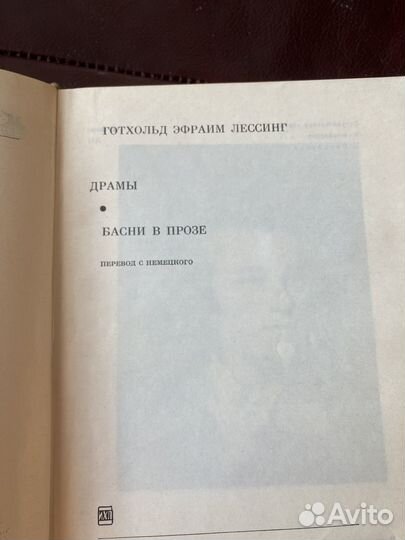 ГОТХОЛЬД ЭФРАИМ ЛЕССИНГ
ДРАМЫ
•
БАСНИ В ПРОЗЕ
ПЕРЕВОД С НЕМЕЦКОГО
Avito